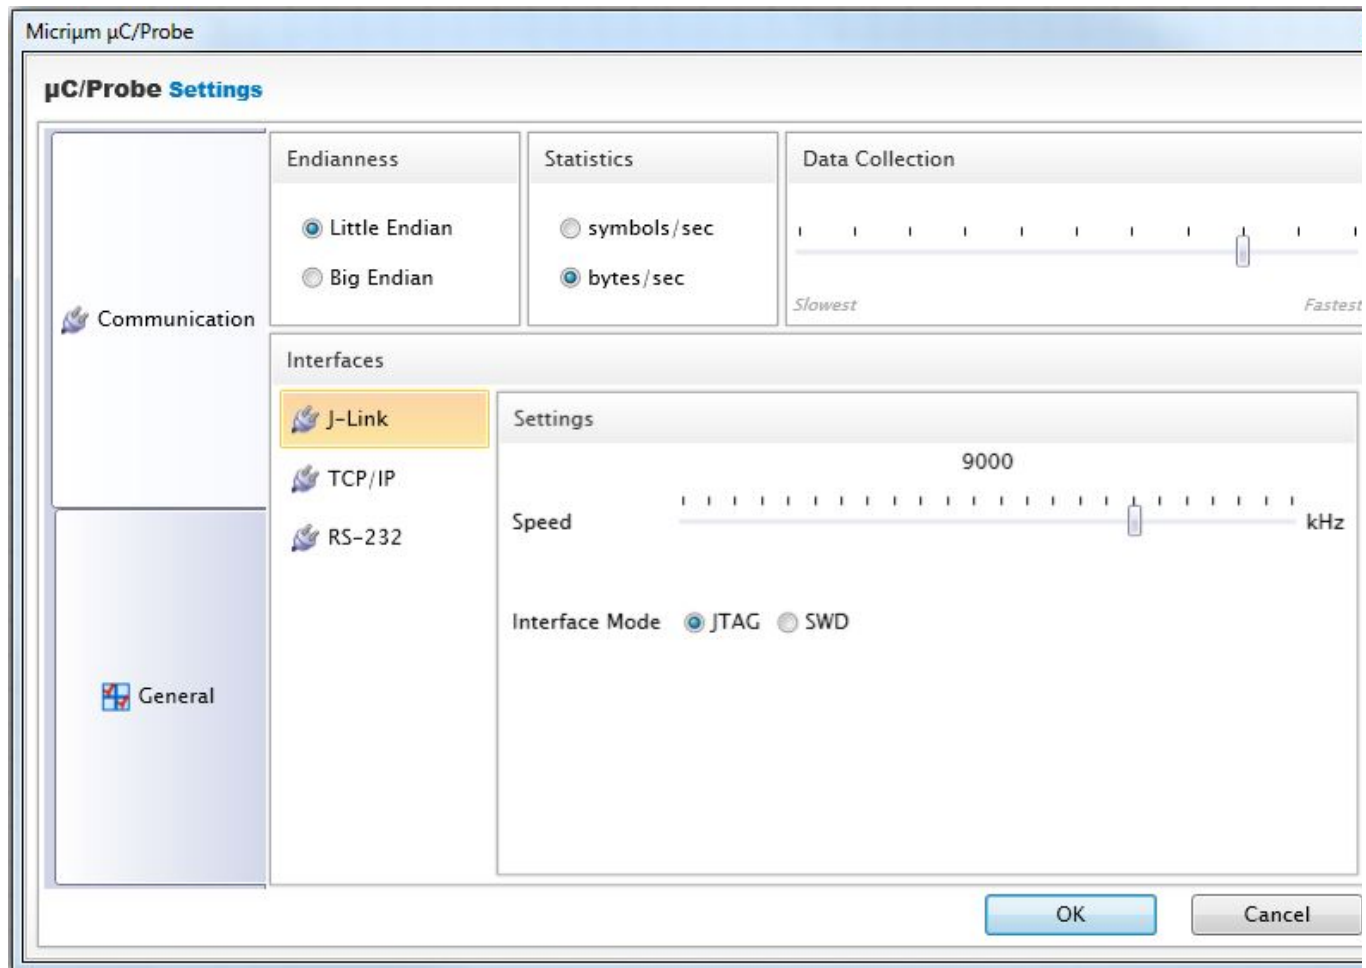 Micriµm µC/Probe
µC/Probe Settings
Communication
General
Endianness
Little Endian
Big Endian
Statistics
symbols/sec
bytes/sec
Data Collection
Slowest
Fastest
Interfaces
J-Link
TCP/IP
RS-232
Settings
9000
Speed
kHz
Interface Mode JTAG SWD
OK
Cancel